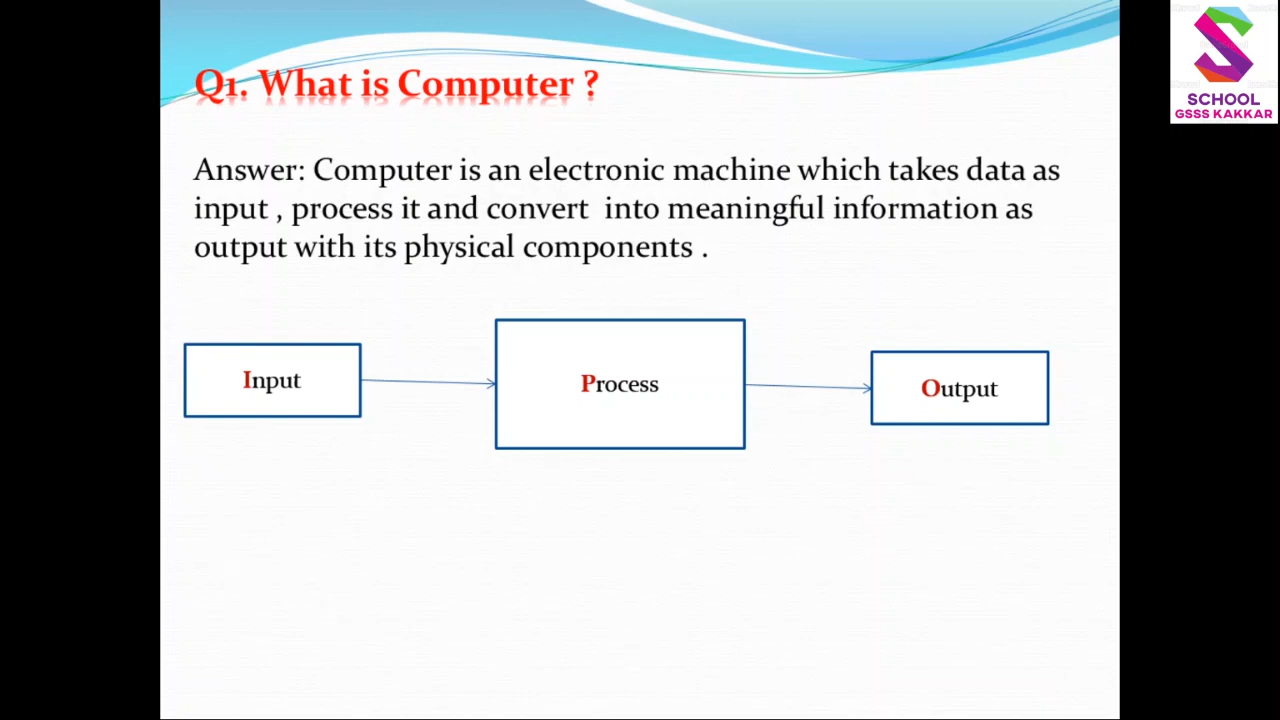 Q1. What is Computer ?
SCHOOL
GSSS KAKKAR
Answer: Computer is an electronic machine which takes data as
input , process it and convert  into meaningful information as
output with its physical components .
Input
Process
Output